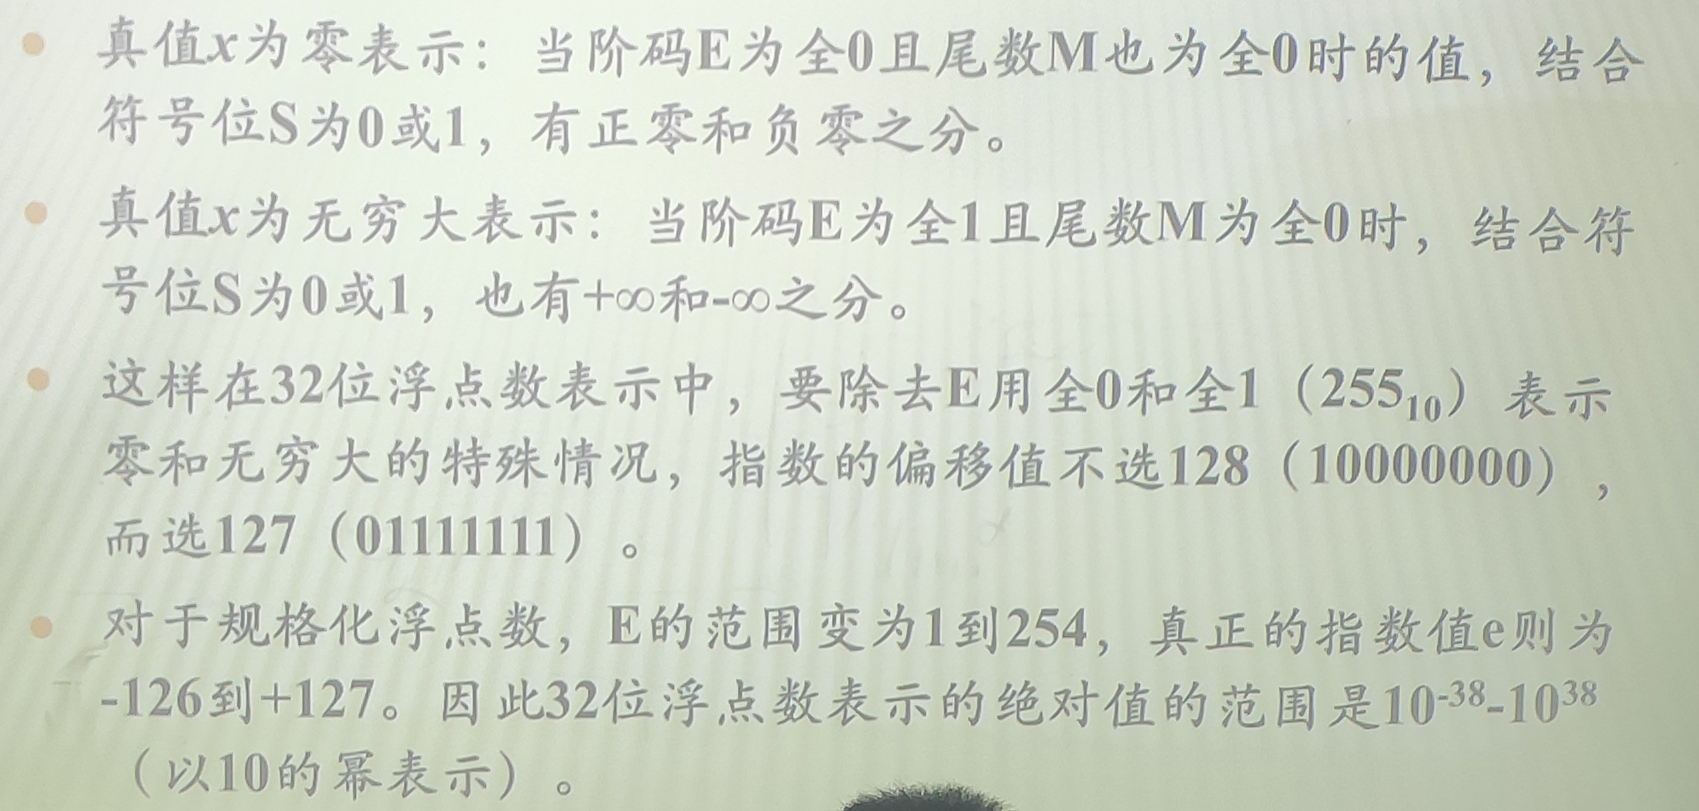 • 真值x为零表示：当阶码E为全0且尾数M也为全0时的值，结合
符号位S为0或1，有正零和负零之分。
• 真值x为无穷大表示：当阶码E为全1且尾数M为全0时，结合符
号位S为0或1，也有+∞和-∞之分。
• 这样在32位浮点数表示中，要除去E用全0和全1（255₁₀）表示
零和无穷大的特殊情况，指数的偏移值不选128（10000000），
而选127（01111111）。
• 对于规格化浮点数，E的范围变为1到254，真正的指数值e则为
-126到+127。因此32位浮点数表示的绝对值的范围是10⁻³⁸-10³⁸
（以10的幂表示）。